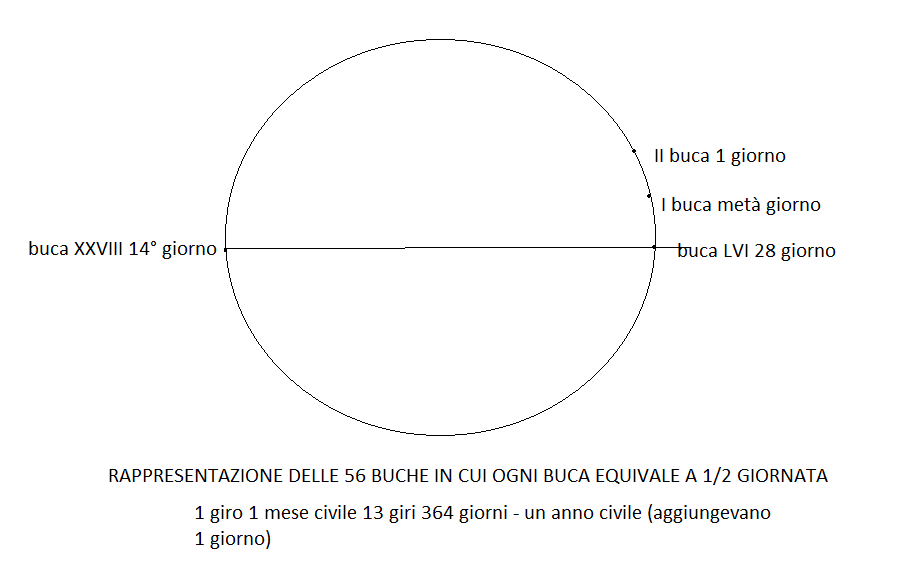 II buca 1 giorno
I buca metà giorno
buca XXVIII 14° giorno
buca LVI 28 giorno
RAPPRESENTAZIONE DELLE 56 BUCHE IN CUI OGNI BUCA EQUIVALE A 1/2 GIORNATA
1 giro 1 mese civile 13 giri 364 giorni - un anno civile (aggiungevano
1 giorno)